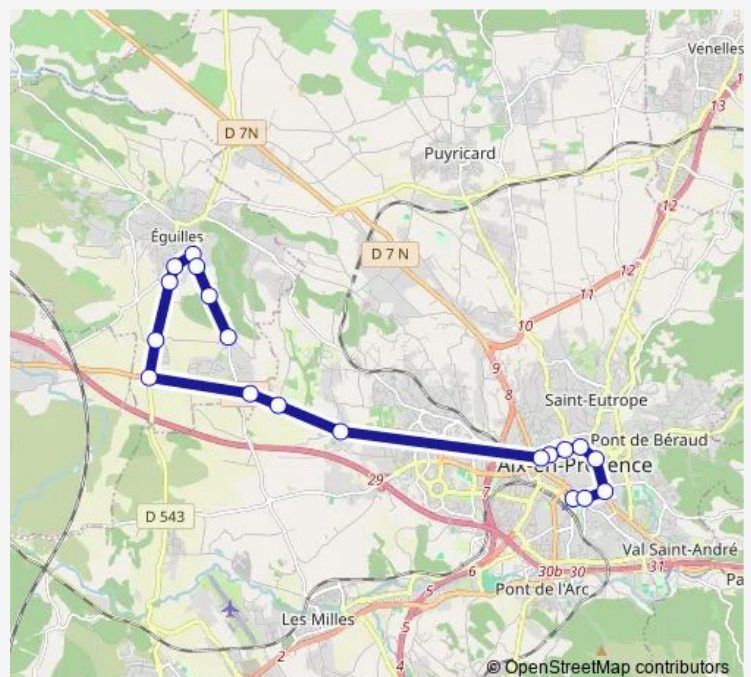 Venelles
13
D 7N
Puyricard
12
Éguilles
D 7 N
12
11
10
9
8
Saint-Eutrope
Pont de Béraud
Aix-en-Provence
29
7
D 543
Val Saint-André
6
30b 30
31
Pa
5
Pont de l'Arc
Les Milles
5
2
4
© OpenStreetMap contributors